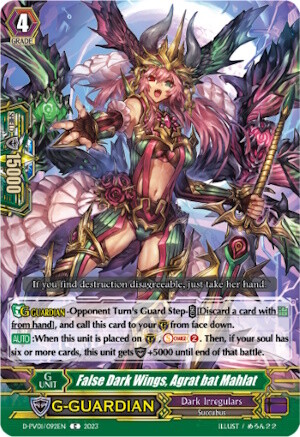 4
GRADE
15000
If you find destruction disagreeable, just take her hand.
G GUARDIAN -Opponent Turn's Guard Step- [Discard a card with
from hand], and call this card to your G from face down.
AUTO: When this unit is placed on G, Then, if your soul has
six or more cards, this unit gets +5000 until end of that battle.
G
UNIT
False Dark Wings, Agrat bat Mahlat
G-GUARDIAN
Dark Irregulars
Succubus
D-PV01/092EN C 2023
ILLUST /